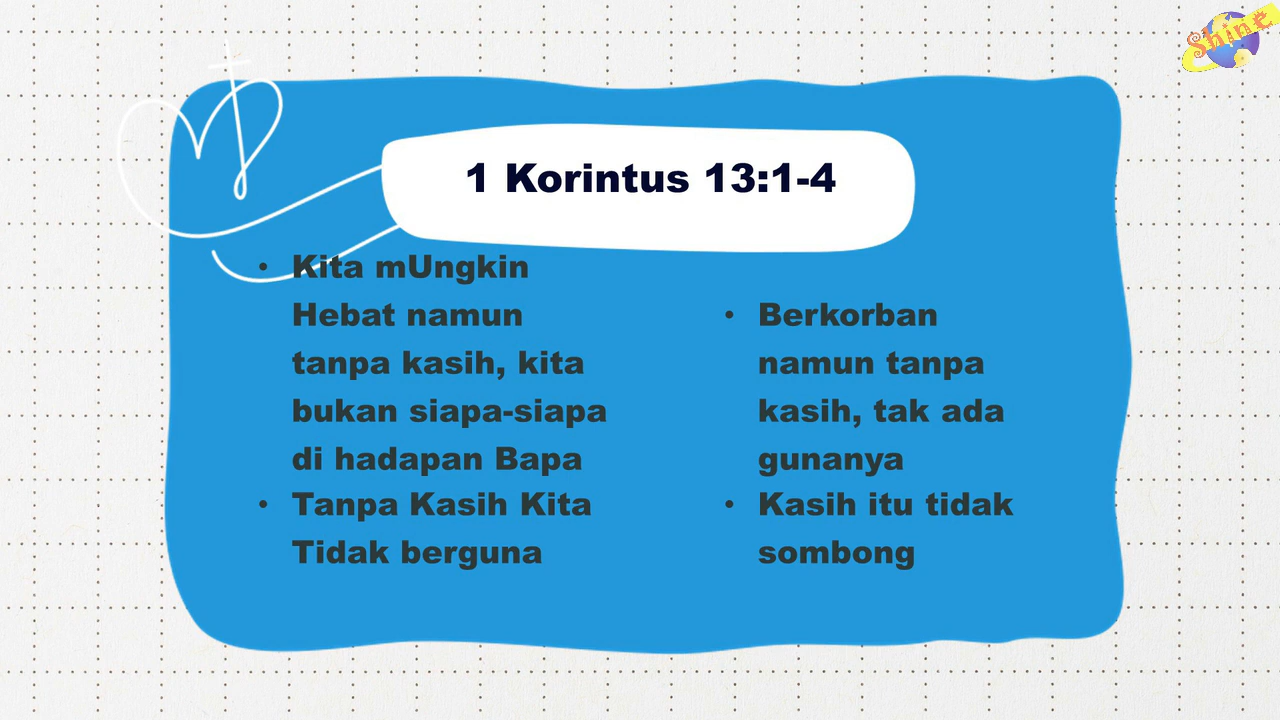 Shine
1 Korintus 13:1-4
• Kita mUngkin
Hebat namun
tanpa kasih, kita
bukan siapa-siapa
di hadapan Bapa
• Tanpa Kasih Kita
Tidak berguna
• Berkorban
namun tanpa
kasih, tak ada
gunanya
• Kasih itu tidak
sombong